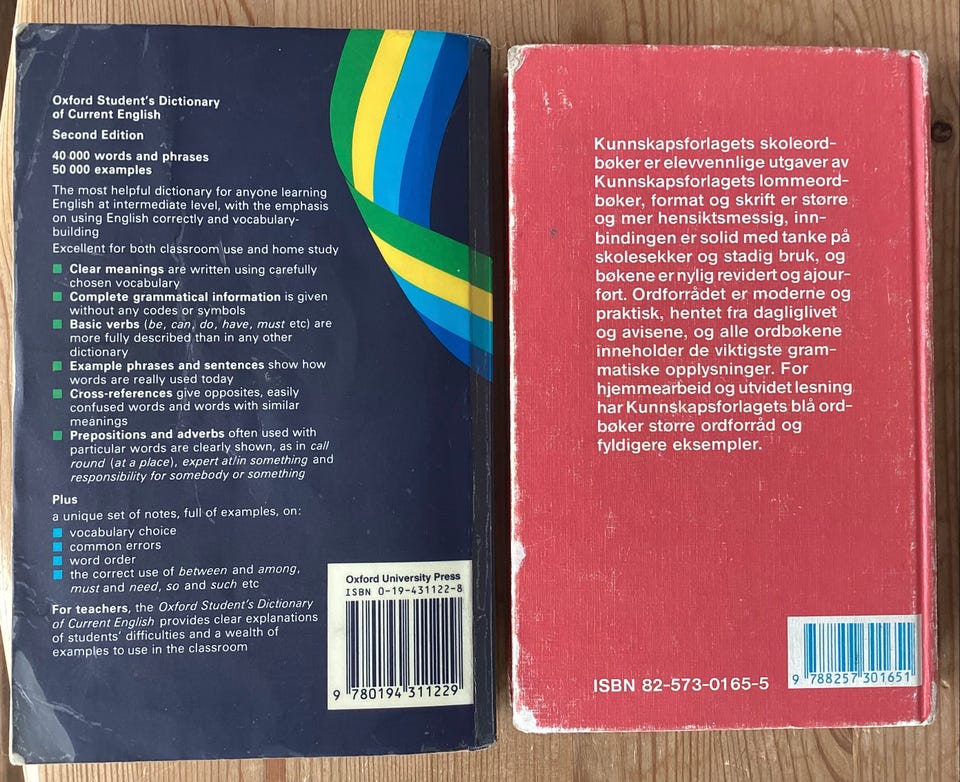 Oxford Student's Dictionary
of Current English
Second Edition
40 000 words and phrases
50 000 examples
The most helpful dictionary for anyone learning
English at intermediate level, with the emphasis
on using English correctly and vocabulary-
building
Excellent for both classroom use and home study
Clear meanings are written using carefully
chosen vocabulary
Complete grammatical information is given
without any codes or symbols
Basic verbs (be, can, do, have, must etc) are
more fully described than in any other
dictionary
Example phrases and sentences show how
words are really used today
Cross-references give opposites, easily
confused words and words with similar
meanings
Prepositions and adverbs often used with
particular words are clearly shown, as in call
round (at a place), expert at/in something and
responsibility for somebody or something
Plus
a unique set of notes, full of examples, on:
vocabulary choice
common errors
word order
the correct use of between and among,
must and need, so and such etc
For teachers, the Oxford Student's Dictionary
of Current English provides clear explanations
of students' difficulties and a wealth of
examples to use in the classroom
Oxford University Press
ISBN 0-19-431122-8
9 780194 311229
Kunnskapsforlagets skoleord-
bøker er elevvennlige utgaver av
Kunnskapsforlagets lommeord-
bøker, format og skrift er større
og mer hensiktsmessig, inn-
bindingen er solid med tanke på
skolesekker og stadig bruk, og
bøkene er nylig revidert og ajour-
ført. Ordforrådet er moderne og
praktisk, hentet fra dagliglivet
og avisene, og alle ordbøkene
inneholder de viktigste gram-
matiske opplysninger. For
hjemmearbeid og utvidet lesning
har Kunnskapsforlagets blå ord-
bøker større ordforråd og
fyldigere eksempler.
ISBN 82-573-0165-5
9 788257 301651